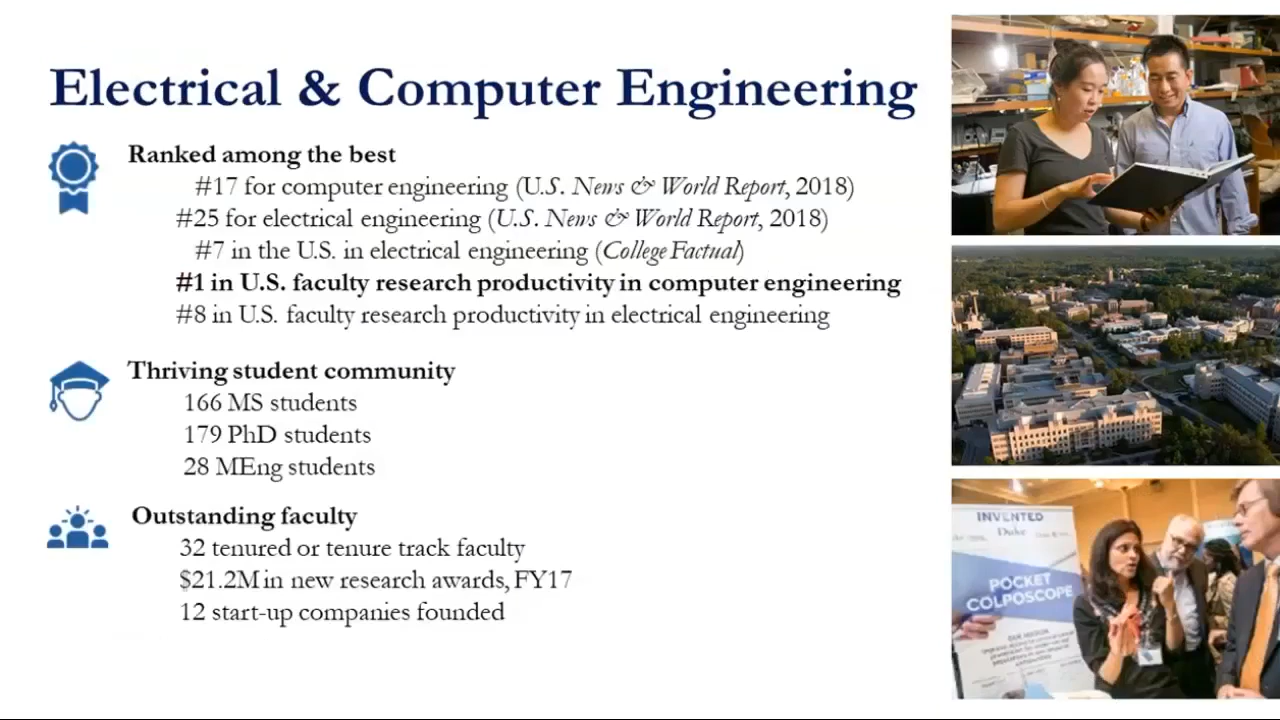 Electrical & Computer Engineering
Ranked among the best
#17 for computer engineering (U.S. News & World Report, 2018)
#25 for electrical engineering (U.S. News & World Report, 2018)
#7 in the U.S. in electrical engineering (College Factual)
#1 in U.S. faculty research productivity in computer engineering
#8 in U.S. faculty research productivity in electrical engineering
Thriving student community
166 MS students
179 PhD students
28 MEng students
Outstanding faculty
32 tenured or tenure track faculty
$21.2M in new research awards, FY17
12 start-up companies founded
INVENTED
Duke
POCKET
COLPOSCOPE